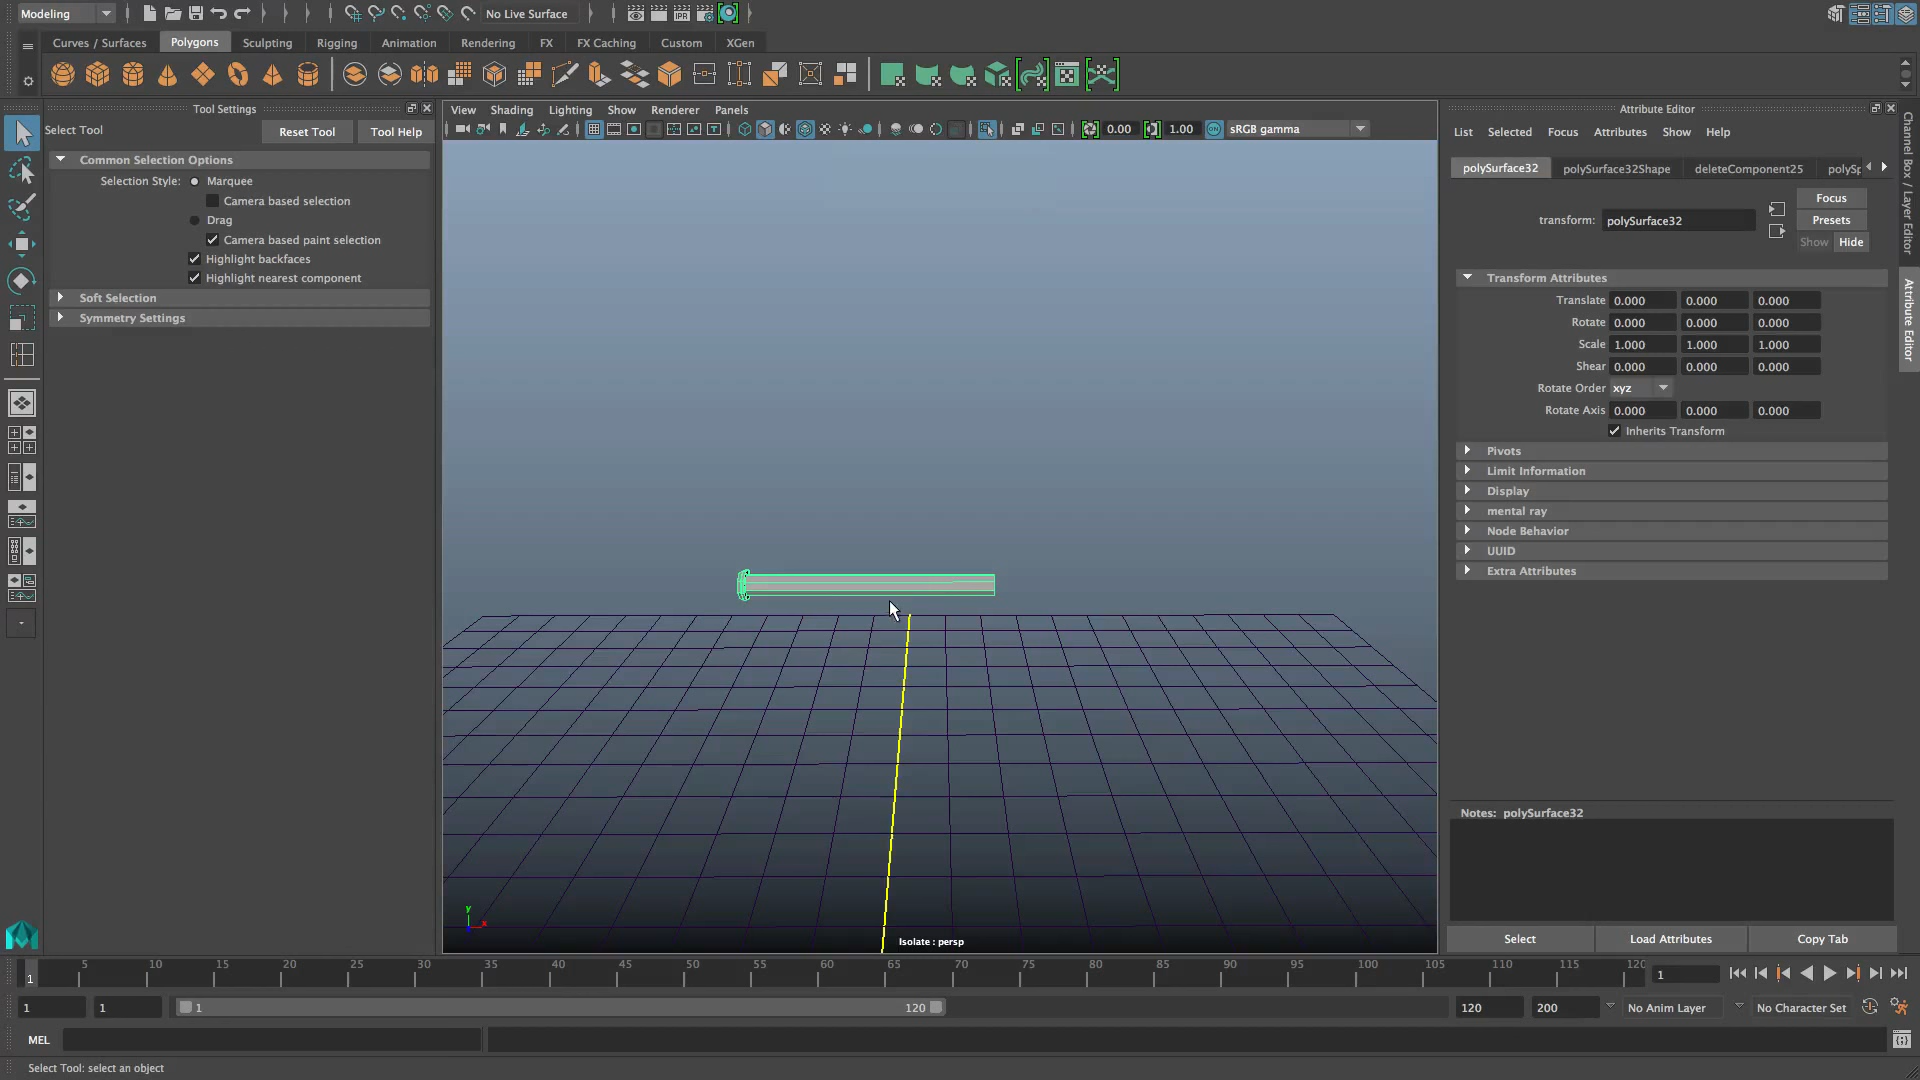 Modeling
No Live Surface
Curves / Surfaces
Polygons
Sculpting
Rigging
Animation
Rendering
FX
FX Caching
Custom
XGen
Tool Settings
Select Tool
Reset Tool
Tool Help
Common Selection Options
Selection Style: Marquee
Camera based selection
Drag
Camera based paint selection
Highlight backfaces
Highlight nearest component
Soft Selection
Symmetry Settings
View Shading Lighting Show Renderer Panels
IPR
0.00
1.00
ON
sRGB gamma
y
x
Isolate : persp
Attribute Editor
List Selected Focus Attributes Show Help
polySurface32
polySurface32Shape
deleteComponent25
polySp
transform: polySurface32
Focus
Presets
Show Hide
Transform Attributes
Translate 0.000 0.000 0.000
Rotate 0.000 0.000 0.000
Scale 1.000 1.000 1.000
Shear 0.000 0.000 0.000
Rotate Order xyz
Rotate Axis 0.000 0.000 0.000
Inherits Transform
Pivots
Limit Information
Display
mental ray
Node Behavior
UUID
Extra Attributes
Notes: polySurface32
Select
Load Attributes
Copy Tab
Channel Box / Layer Editor
Attribute Editor
1 5 10 15 20 25 30 35 40 45 50 55 60 65 70 75 80 85 90 95 100 105 110 115 120
1
1
1
1
120
120
200
No Anim Layer
No Character Set
MEL
Select Tool: select an object